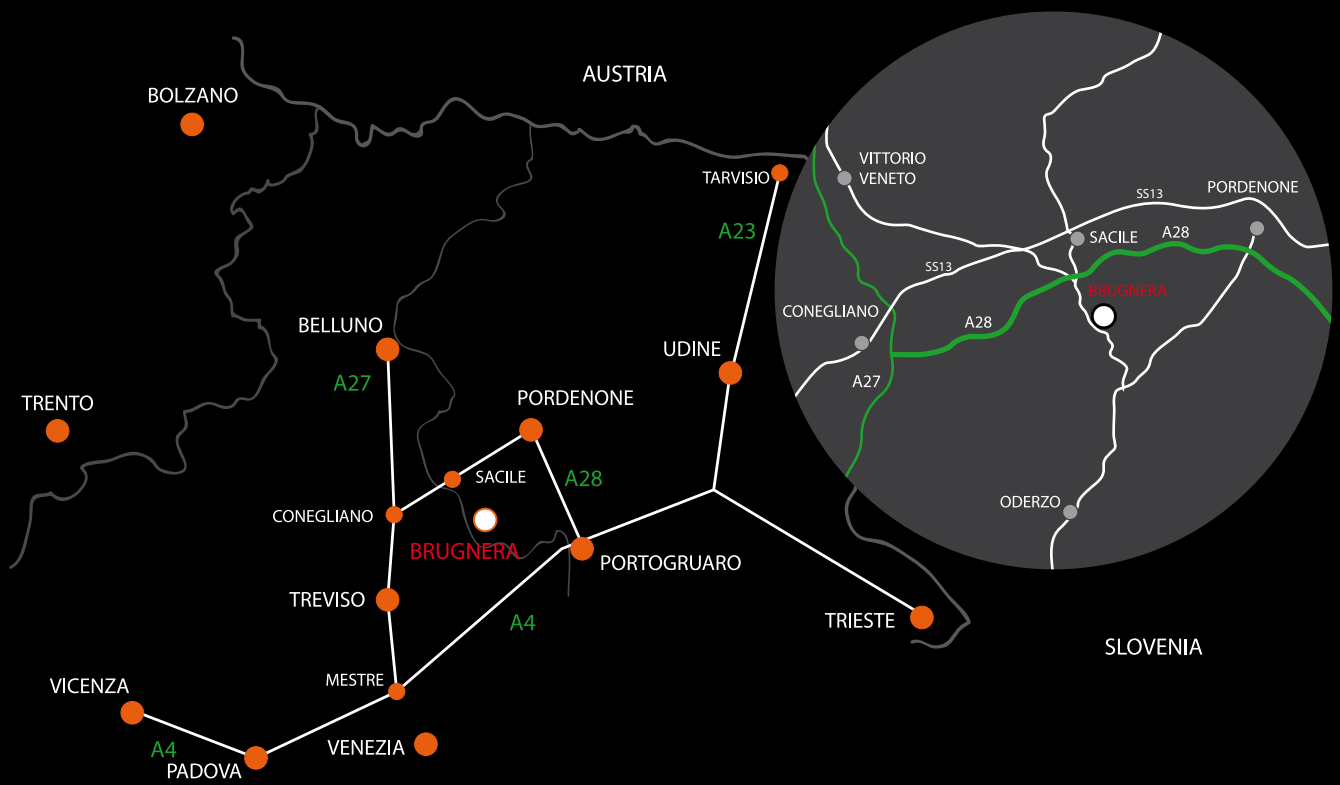 AUSTRIA
BOLZANO
TARVISIO
A23
BELLUNO
A27
UDINE
TRENTO
PORDENONE
SACILE
A28
CONEGLIANO
BRUGNERA
PORTOGRUARO
TREVISO
A4
TRIESTE
SLOVENIA
MESTRE
VICENZA
VENEZIA
A4
PADOVA
VITTORIO
VENETO
SS13
PORDENONE
SACILE
A28
SS13
BRUGNERA
CONEGLIANO
A28
A27
ODERZO